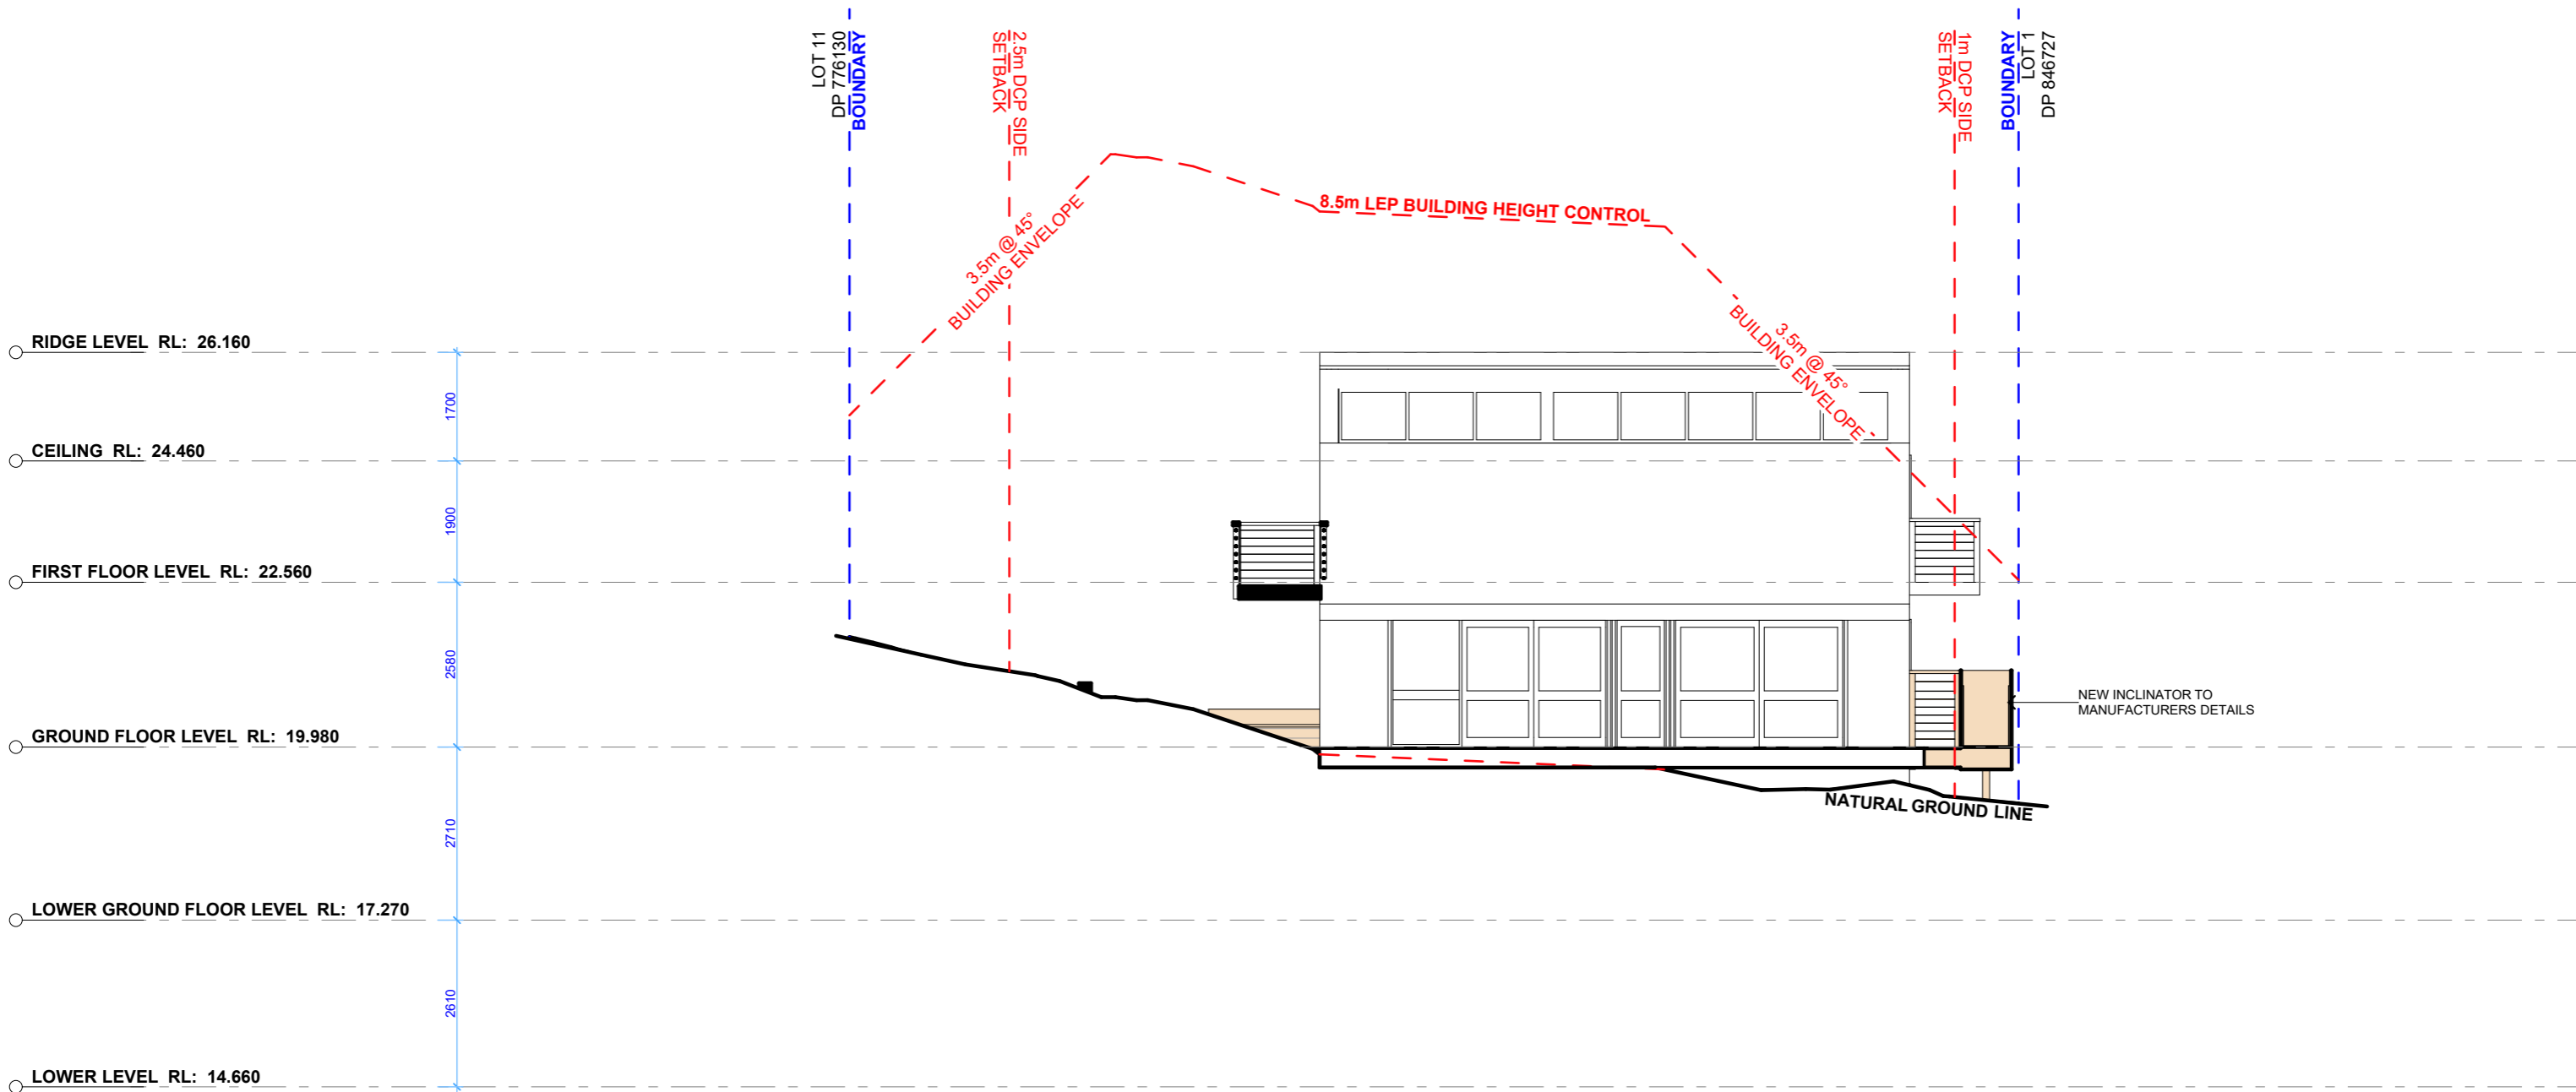 LOT 11
DP 776130
BOUNDARY
2.5m DCP SIDE
SETBACK
1m DCP SIDE
SETBACK
BOUNDARY
LOT 1
DP 846727
3.5m @ 45°
BUILDING ENVELOPE
8.5m LEP BUILDING HEIGHT CONTROL
3.5m @ 45°
BUILDING ENVELOPE
RIDGE LEVEL RL: 26.160
1700
CEILING RL: 24.460
1900
FIRST FLOOR LEVEL RL: 22.560
2580
NEW INCLINATOR TO
MANUFACTURERS DETAILS
GROUND FLOOR LEVEL RL: 19.980
NATURAL GROUND LINE
2710
LOWER GROUND FLOOR LEVEL RL: 17.270
2610
LOWER LEVEL RL: 14.660